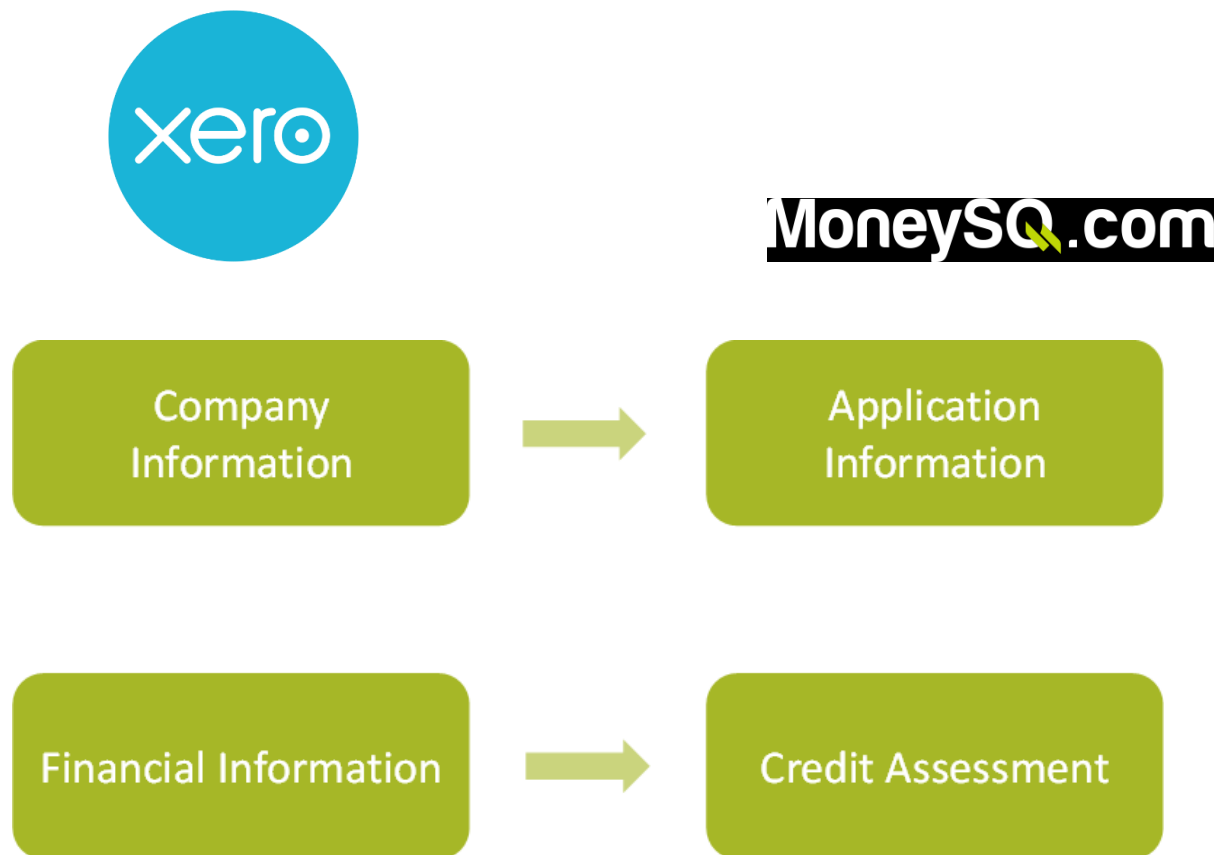 xero
MoneySQ.com
Company
Information
Application
Information
Financial Information
Credit Assessment